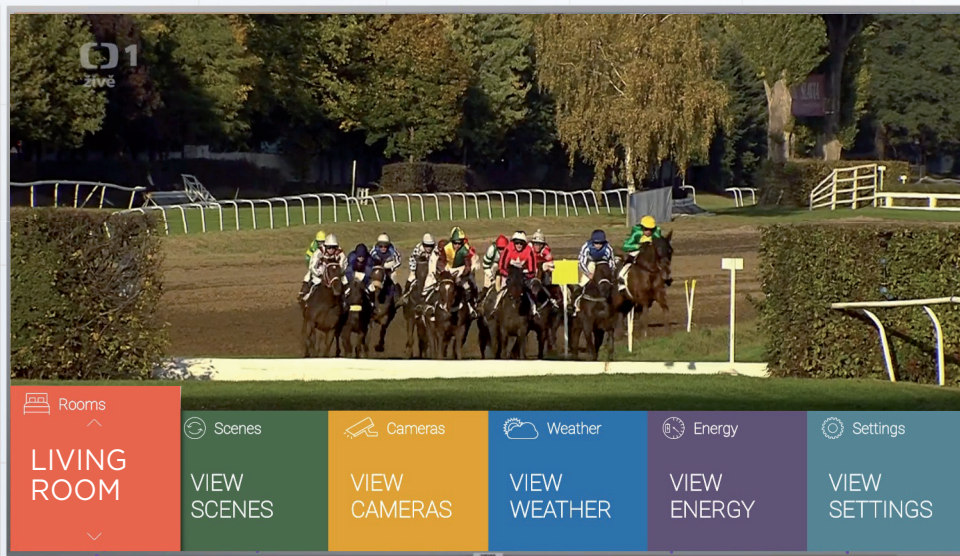 1
živě
Rooms
LIVING
ROOM
Scenes
VIEW
SCENES
Cameras
VIEW
CAMERAS
Weather
VIEW
WEATHER
Energy
VIEW
ENERGY
Settings
VIEW
SETTINGS